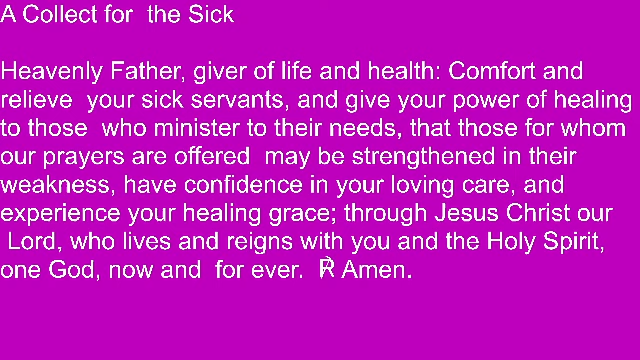 A Collect for  the Sick
Heavenly Father, giver of life and health: Comfort and
relieve  your sick servants, and give your power of healing
to those  who minister to their needs, that those for whom
our prayers are offered  may be strengthened in their
weakness, have confidence in your loving care, and
experience your healing grace; through Jesus Christ our
 Lord, who lives and reigns with you and the Holy Spirit,
one God, now and  for ever.  ℟ Amen.